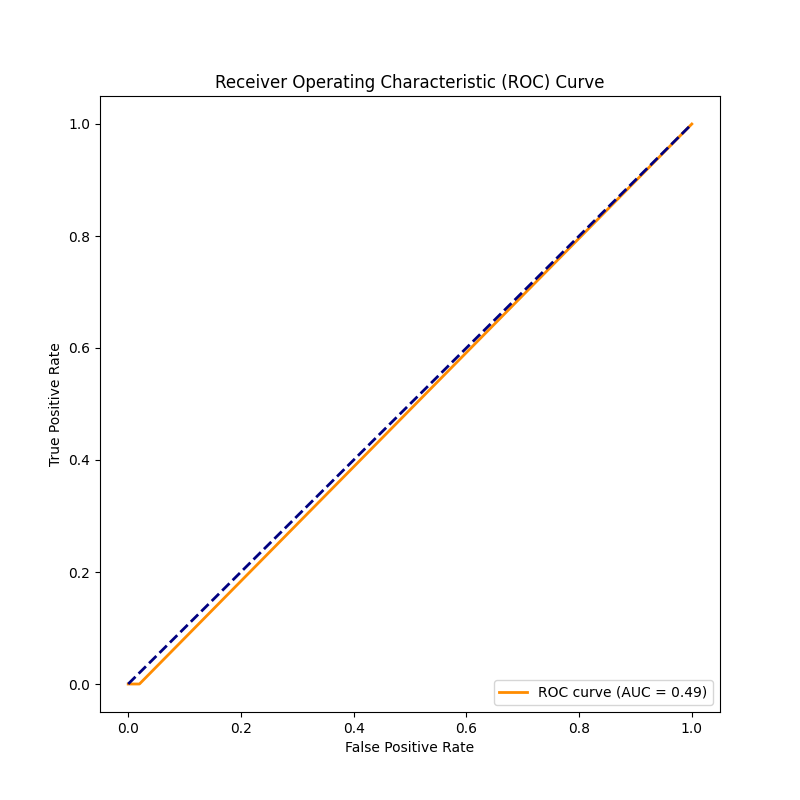 Receiver Operating Characteristic (ROC) Curve
1.0
0.8
0.6
0.4
0.2
0.0
True Positive Rate
ROC curve (AUC = 0.49)
0.0 0.2 0.4 0.6 0.8 1.0
False Positive Rate